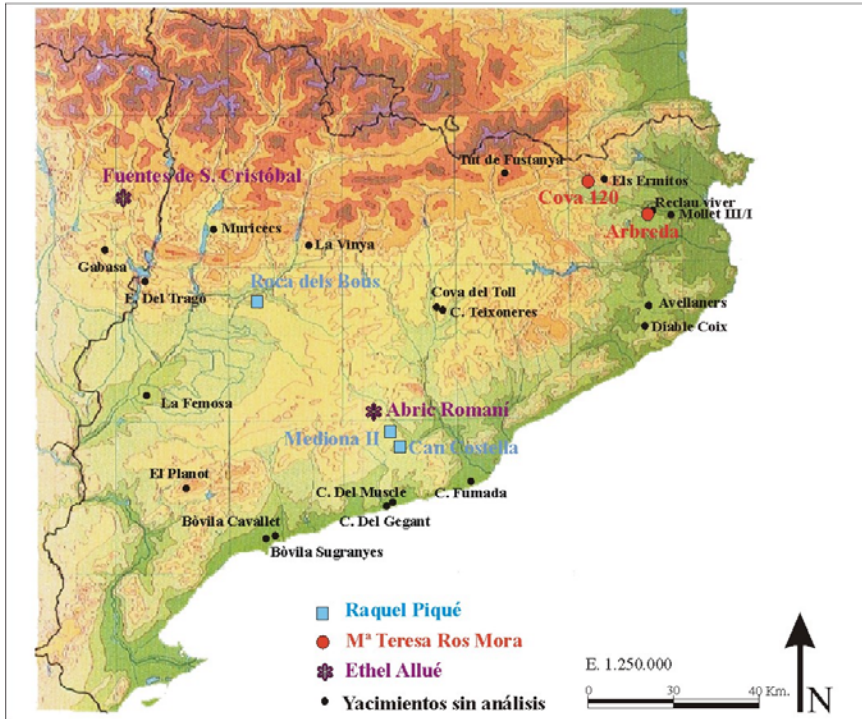 Tut de Fustanya
Els Ermitos
Fuentes de S. Cristóbal
Cova 120
Reclau viver
Mollet III/I
Arbreda
Muricecs
La Vinya
Gabasa
E. Del Tragó
Roca dels Bous
Cova del Toll
C. Teixoneres
Avellaners
Diable Coix
La Femosa
Abric Romaní
Mediona II
Can Costella
El Planot
C. Del Muscle
C. Fumada
C. Del Gegant
Bòvila Cavallet
Bòvila Sugranyes
Raquel Piqué
Mª Teresa Ros Mora
Ethel Allué
Yacimientos sin análisis
E. 1.250.000
0 30 40 Km.
N